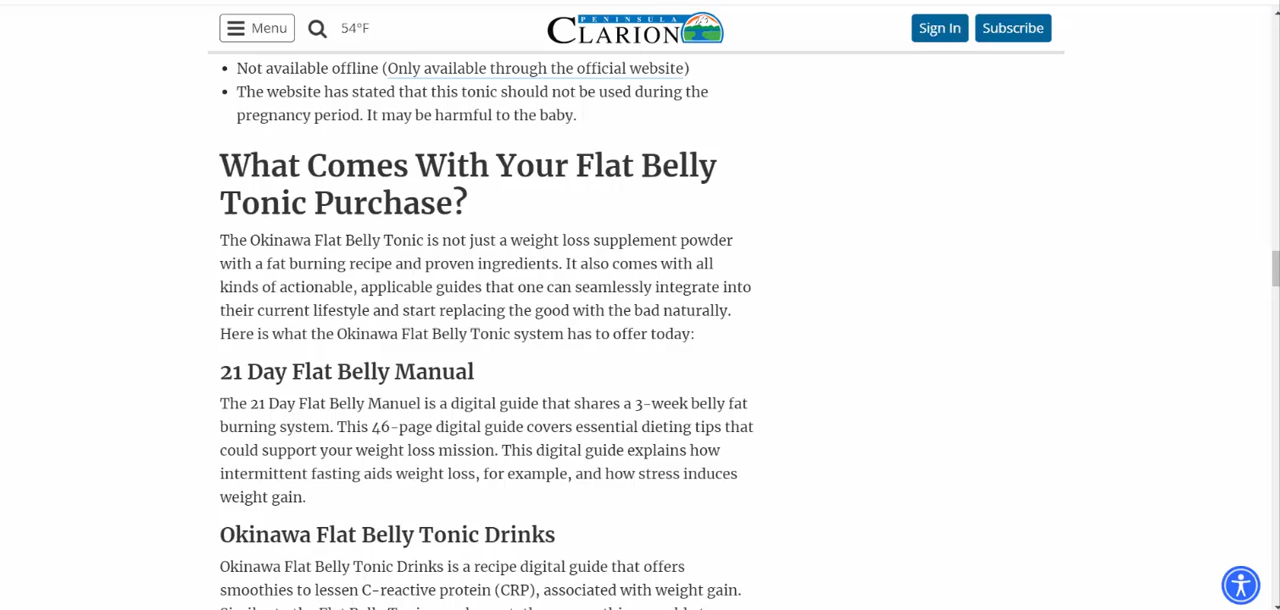 Menu
54°F
PENINSULA
CLARION
Sign In
Subscribe
• Not available offline (Only available through the official website)
• The website has stated that this tonic should not be used during the
pregnancy period. It may be harmful to the baby.
What Comes With Your Flat Belly
Tonic Purchase?
The Okinawa Flat Belly Tonic is not just a weight loss supplement powder
with a fat burning recipe and proven ingredients. It also comes with all
kinds of actionable, applicable guides that one can seamlessly integrate into
their current lifestyle and start replacing the good with the bad naturally.
Here is what the Okinawa Flat Belly Tonic system has to offer today:
21 Day Flat Belly Manual
The 21 Day Flat Belly Manuel is a digital guide that shares a 3-week belly fat
burning system. This 46-page digital guide covers essential dieting tips that
could support your weight loss mission. This digital guide explains how
intermittent fasting aids weight loss, for example, and how stress induces
weight gain.
Okinawa Flat Belly Tonic Drinks
Okinawa Flat Belly Tonic Drinks is a recipe digital guide that offers
smoothies to lessen C-reactive protein (CRP), associated with weight gain.